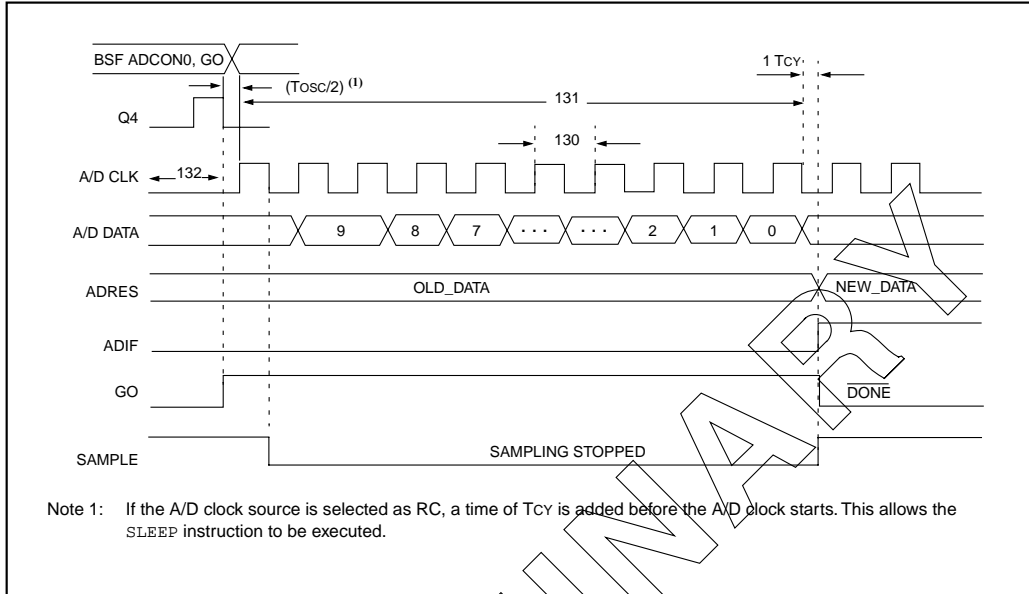 BSF ADCON0, GO
(TOSC/2) (1)
1 TCY
131
Q4
130
A/D CLK
132
A/D DATA
9 8 7 · · · · · · 2 1 0
ADRES
OLD_DATA
NEW_DATA
ADIF
GO
DONE
SAMPLE
SAMPLING STOPPED
Note 1: If the A/D clock source is selected as RC, a time of TCY is added before the A/D clock starts. This allows the
SLEEP instruction to be executed.
INARY